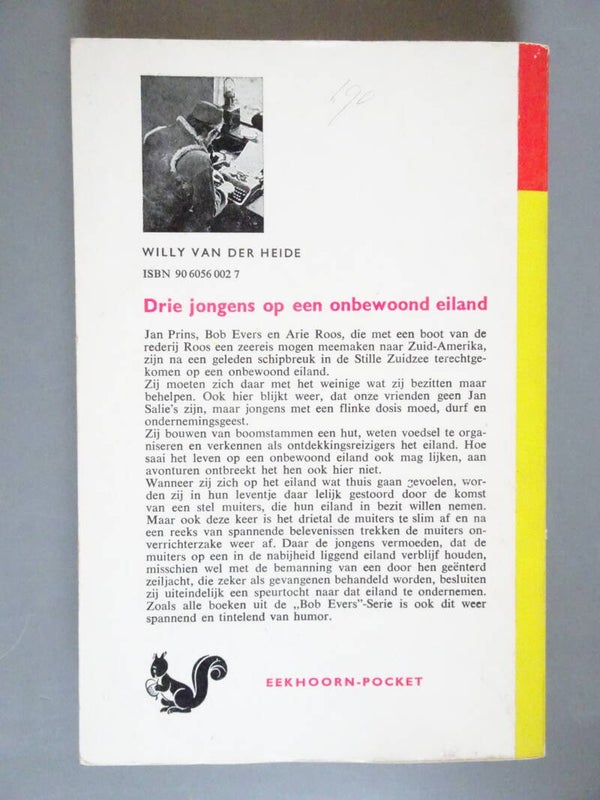 190
WILLY VAN DER HEIDE
ISBN 90 6056 002 7
Drie jongens op een onbewoond eiland
Jan Prins, Bob Evers en Arie Roos, die met een boot van de
rederij Roos een zeereis mogen meemaken naar Zuid-Amerika,
zijn na een geleden schipbreuk in de Stille Zuidzee terechtge-
komen op een onbewoond eiland.
Zij moeten zich daar met het weinige wat zij bezitten maar
behelpen. Ook hier blijkt weer, dat onze vrienden geen Jan
Salie's zijn, maar jongens met een flinke dosis moed, durf en
ondernemingsgeest.
Zij bouwen van boomstammen een hut, weten voedsel te orga-
niseren en verkennen als ontdekkingsreizigers het eiland. Hoe
saai het leven op een onbewoond eiland ook mag lijken, aan
avonturen ontbreekt het hen ook hier niet.
Wanneer zij zich op het eiland wat thuis gaan gevoelen, wor-
den zij in hun leventje daar lelijk gestoord door de komst
van een stel muiters, die hun eiland in bezit willen nemen.
Maar ook deze keer is het drietal de muiters te slim af en na
een reeks van spannende belevenissen trekken de muiters on-
verrichterzake weer af. Daar de jongens vermoeden, dat de
muiters op een in de nabijheid liggend eiland verblijf houden,
misschien wel met de bemanning van een door hen geënterd
zeiljacht, die zeker als gevangenen behandeld worden, besluiten
zij uiteindelijk een speurtocht naar dat eiland te ondernemen.
Zoals alle boeken uit de „Bob Evers”-Serie is ook dit weer
spannend en tintelend van humor.
EEKHOORN-POCKET